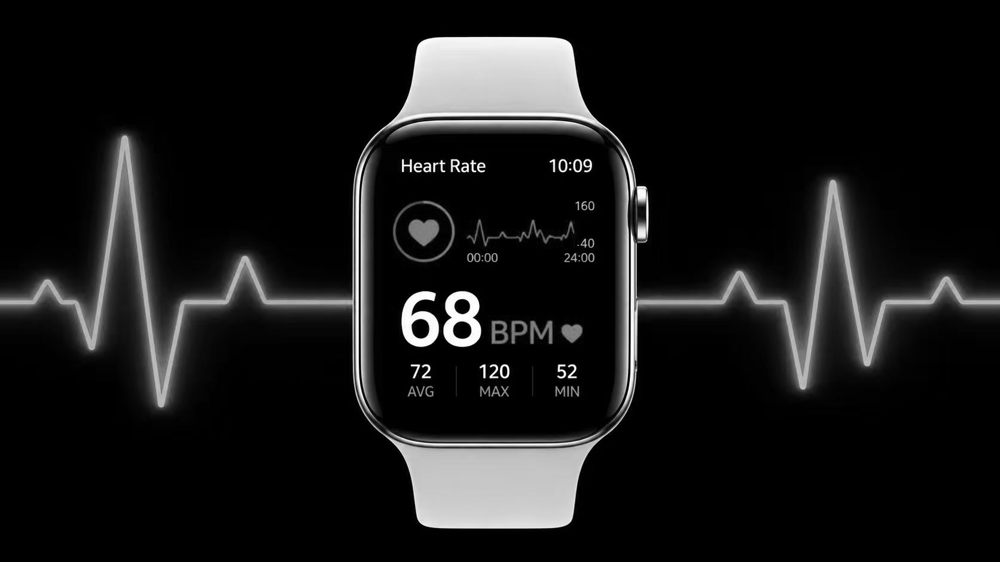 Heart Rate 10:09
160
40
00:00 24:00
68 BPM
72 120 52
AVG MAX MIN